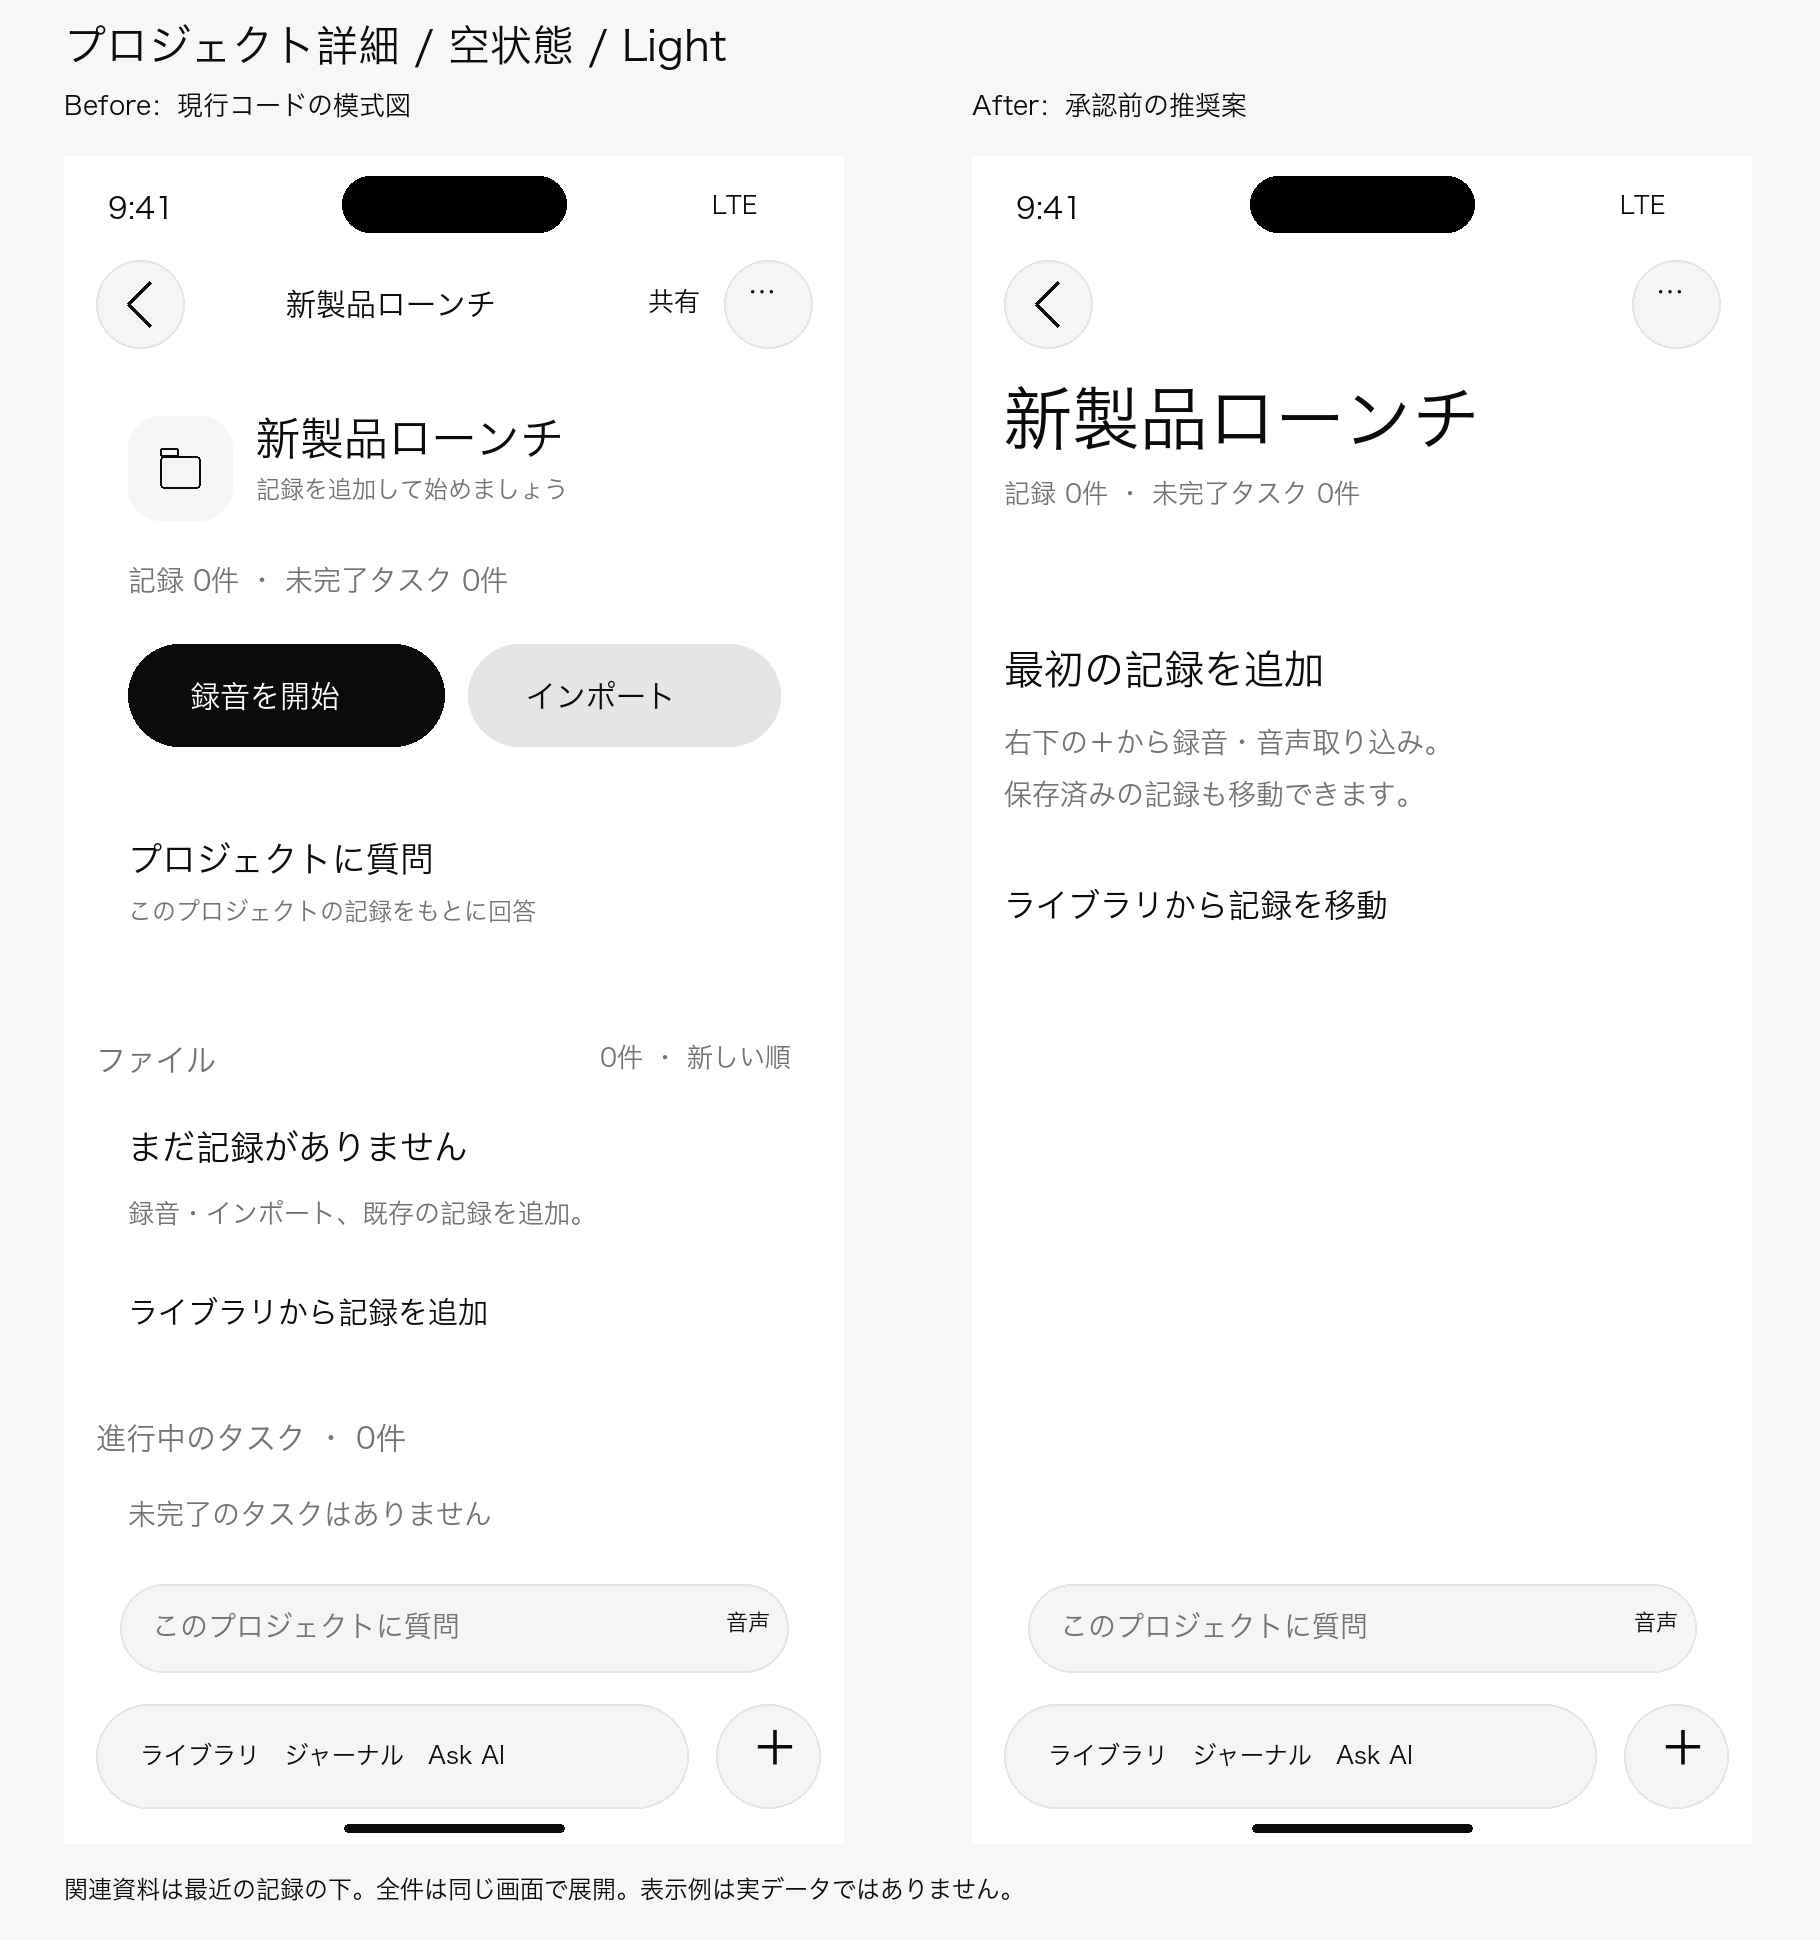 プロジェクト詳細 / 空状態 / Light
Before: 現行コードの模式図
9:41
LTE
新製品ローンチ
共有
…
新製品ローンチ
記録を追加して始めましょう
記録 0件 ・ 未完了タスク 0件
録音を開始
インポート
プロジェクトに質問
このプロジェクトの記録をもとに回答
ファイル
0件 ・ 新しい順
まだ記録がありません
録音・インポート、既存の記録を追加。
ライブラリから記録を追加
進行中のタスク ・ 0件
未完了のタスクはありません
このプロジェクトに質問
音声
ライブラリ ジャーナル Ask AI
+
After: 承認前の推奨案
9:41
LTE
…
新製品ローンチ
記録 0件 ・ 未完了タスク 0件
最初の記録を追加
右下の＋から録音・音声取り込み。
保存済みの記録も移動できます。
ライブラリから記録を移動
このプロジェクトに質問
音声
ライブラリ ジャーナル Ask AI
+
関連資料は最近の記録の下。全件は同じ画面で展開。表示例は実データではありません。